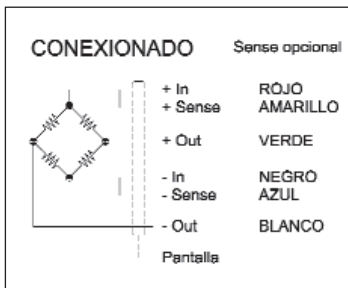 CONEXIONADO Sense opcional
+ In ROJO
+ Sense AMARILLO
+ Out VERDE
- In NEGRO
- Sense AZUL
- Out BLANCO
Pantalla